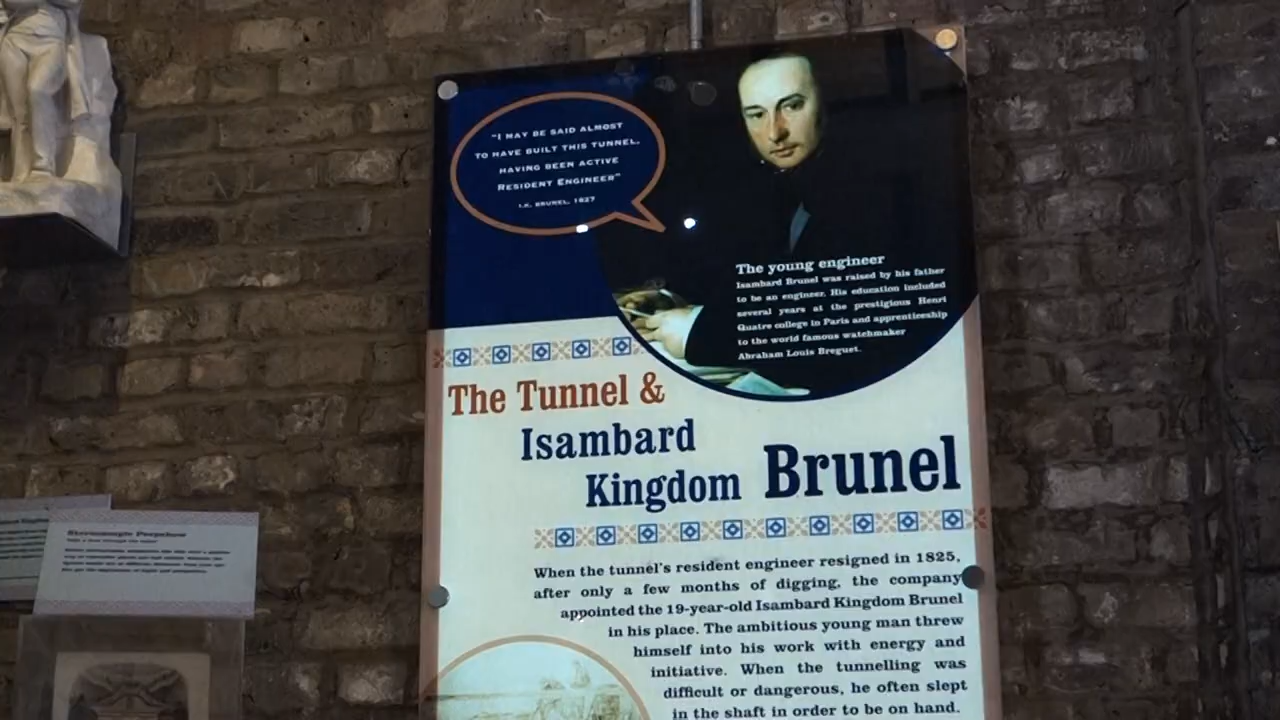 "I MAY BE SAID ALMOST
TO HAVE BUILT THIS TUNNEL,
HAVING BEEN ACTIVE
RESIDENT ENGINEER"
I.K. BRUNEL, 1827
The young engineer
Isambard Brunel was raised by his father
to be an engineer. His education included
several years at the prestigious Henri
Quatre college in Paris and apprenticeship
to the world famous watchmaker
Abraham Louis Breguet.
The Tunnel &
Isambard
Kingdom Brunel
When the tunnel's resident engineer resigned in 1825,
after only a few months of digging, the company
appointed the 19-year-old Isambard Kingdom Brunel
in his place. The ambitious young man threw
himself into his work with energy and
initiative. When the tunnelling was
difficult or dangerous, he often slept
in the shaft in order to be on hand.